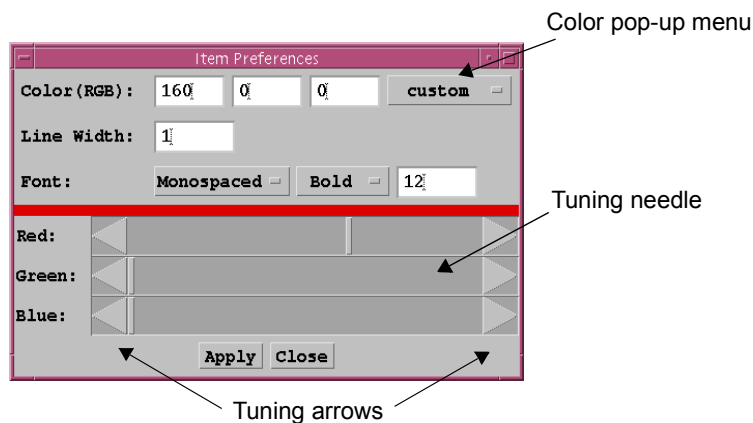 Color pop-up menu
Item Preferences
Color(RGB): 160 0 0 custom
Line Width: 1
Font: Monospaced Bold 12
Tuning needle
Red:
Green:
Blue:
Apply Close
Tuning arrows